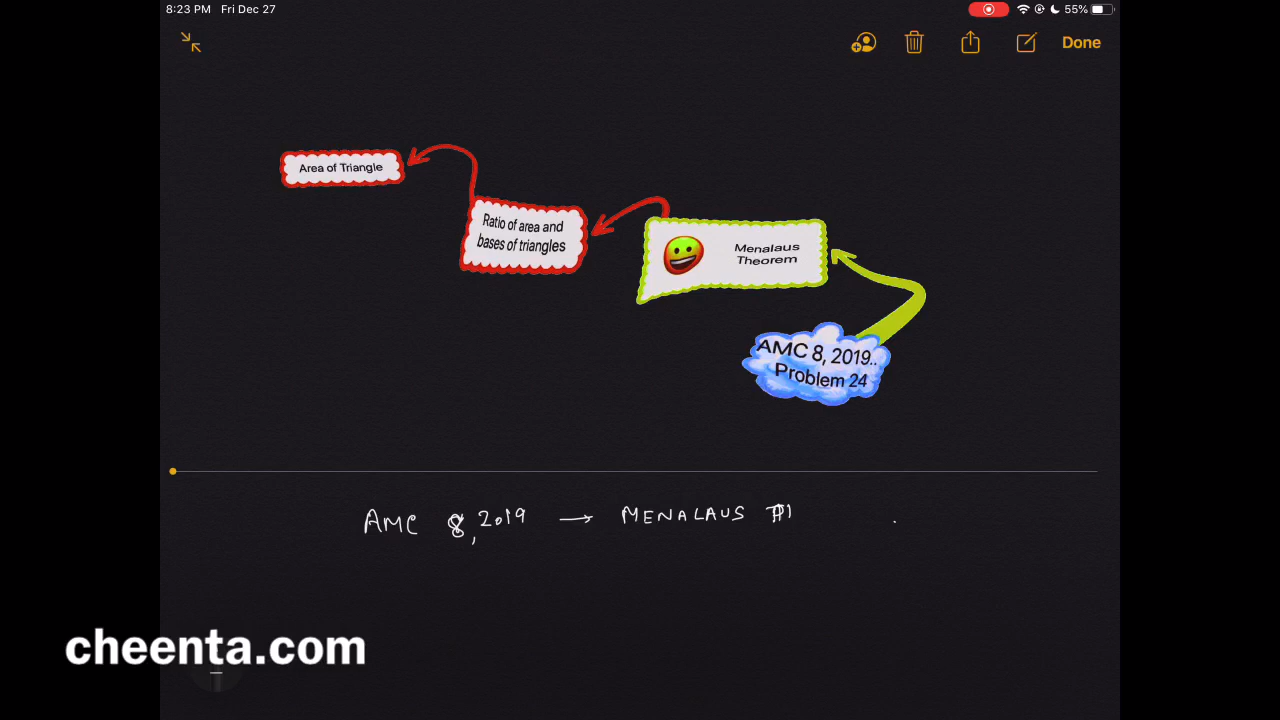 8:23 PM Fri Dec 27
55%
Done
Area of Triangle
Ratio of area and
bases of triangles
Menalaus
Theorem
AMC 8, 2019..
Problem 24
AMC 8, 2019 → MENALAUS
cheenta.com